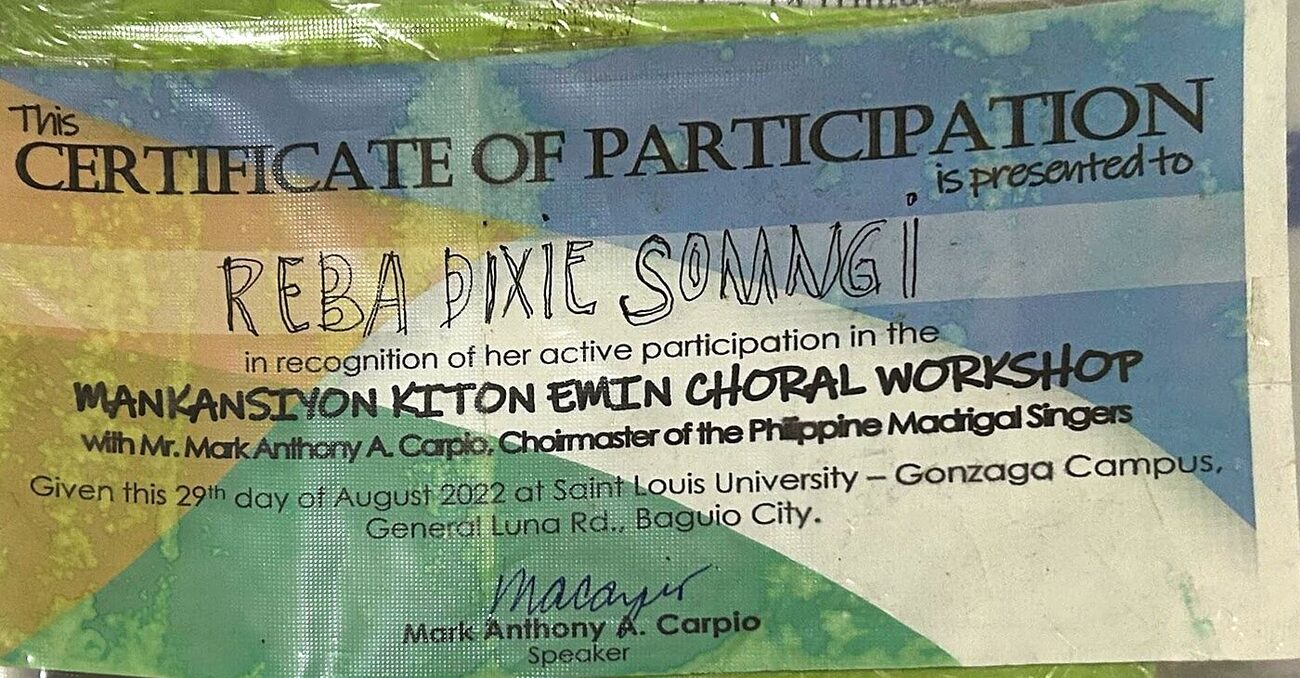 This
CERTIFICATE OF PARTICIPATION
is presented to
REBA DIXIE SOMNGi
in recognition of her active participation in the
MANKANSIYON KITON EMIN CHORAL WORKSHOP
with Mr. Mark Anthony A. Carpio, Choirmaster of the Philippine Madrigal Singers
Given this 29th day of August 2022 at Saint Louis University – Gonzaga Campus,
General Luna Rd., Baguio City.
Mark Anthony A. Carpio
Speaker